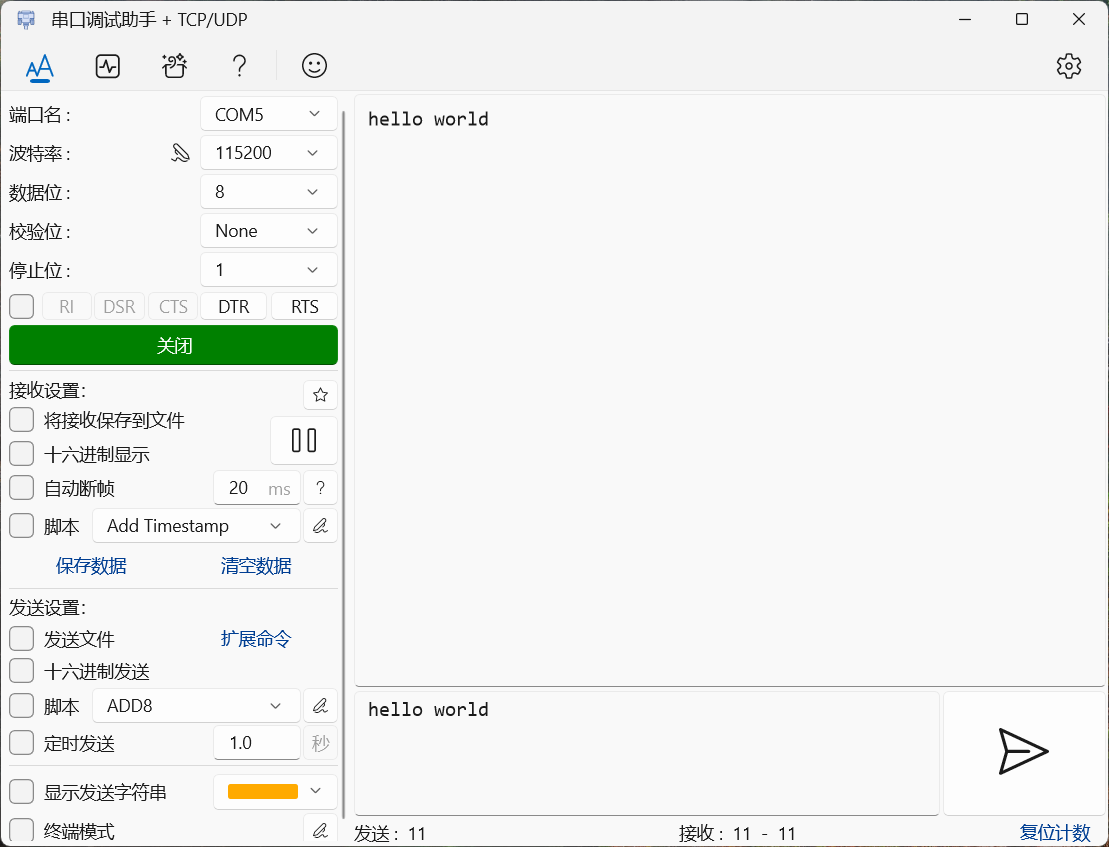 串口调试助手 + TCP/UDP
端口名 :
COM5
波特率 :
115200
数据位 :
8
校验位 :
None
停止位 :
1
RI DSR CTS DTR RTS
关闭
接收设置:
将接收保存到文件
十六进制显示
自动断帧
20 ms ?
脚本 Add Timestamp
保存数据 清空数据
发送设置:
发送文件 扩展命令
十六进制发送
脚本 ADD8
定时发送 1.0 秒
显示发送字符串
终端模式
hello world
hello world
发送 : 11 接收 : 11 - 11 复位计数